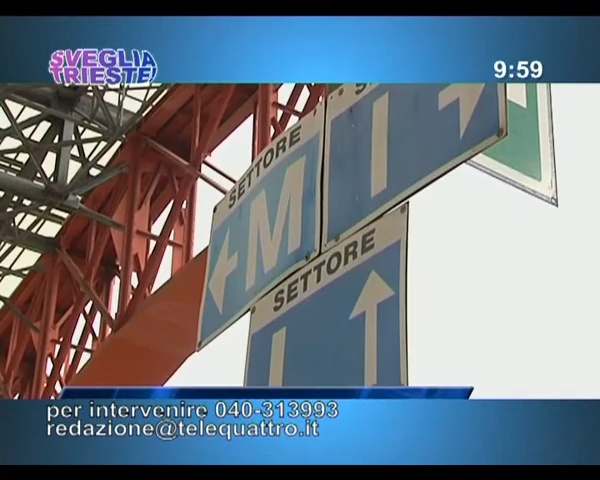 SVEGLIA
TRIESTE
9:59
SETTORE
M
I
SETTORE
per intervenire 040-313993
redazione@telequattro.it